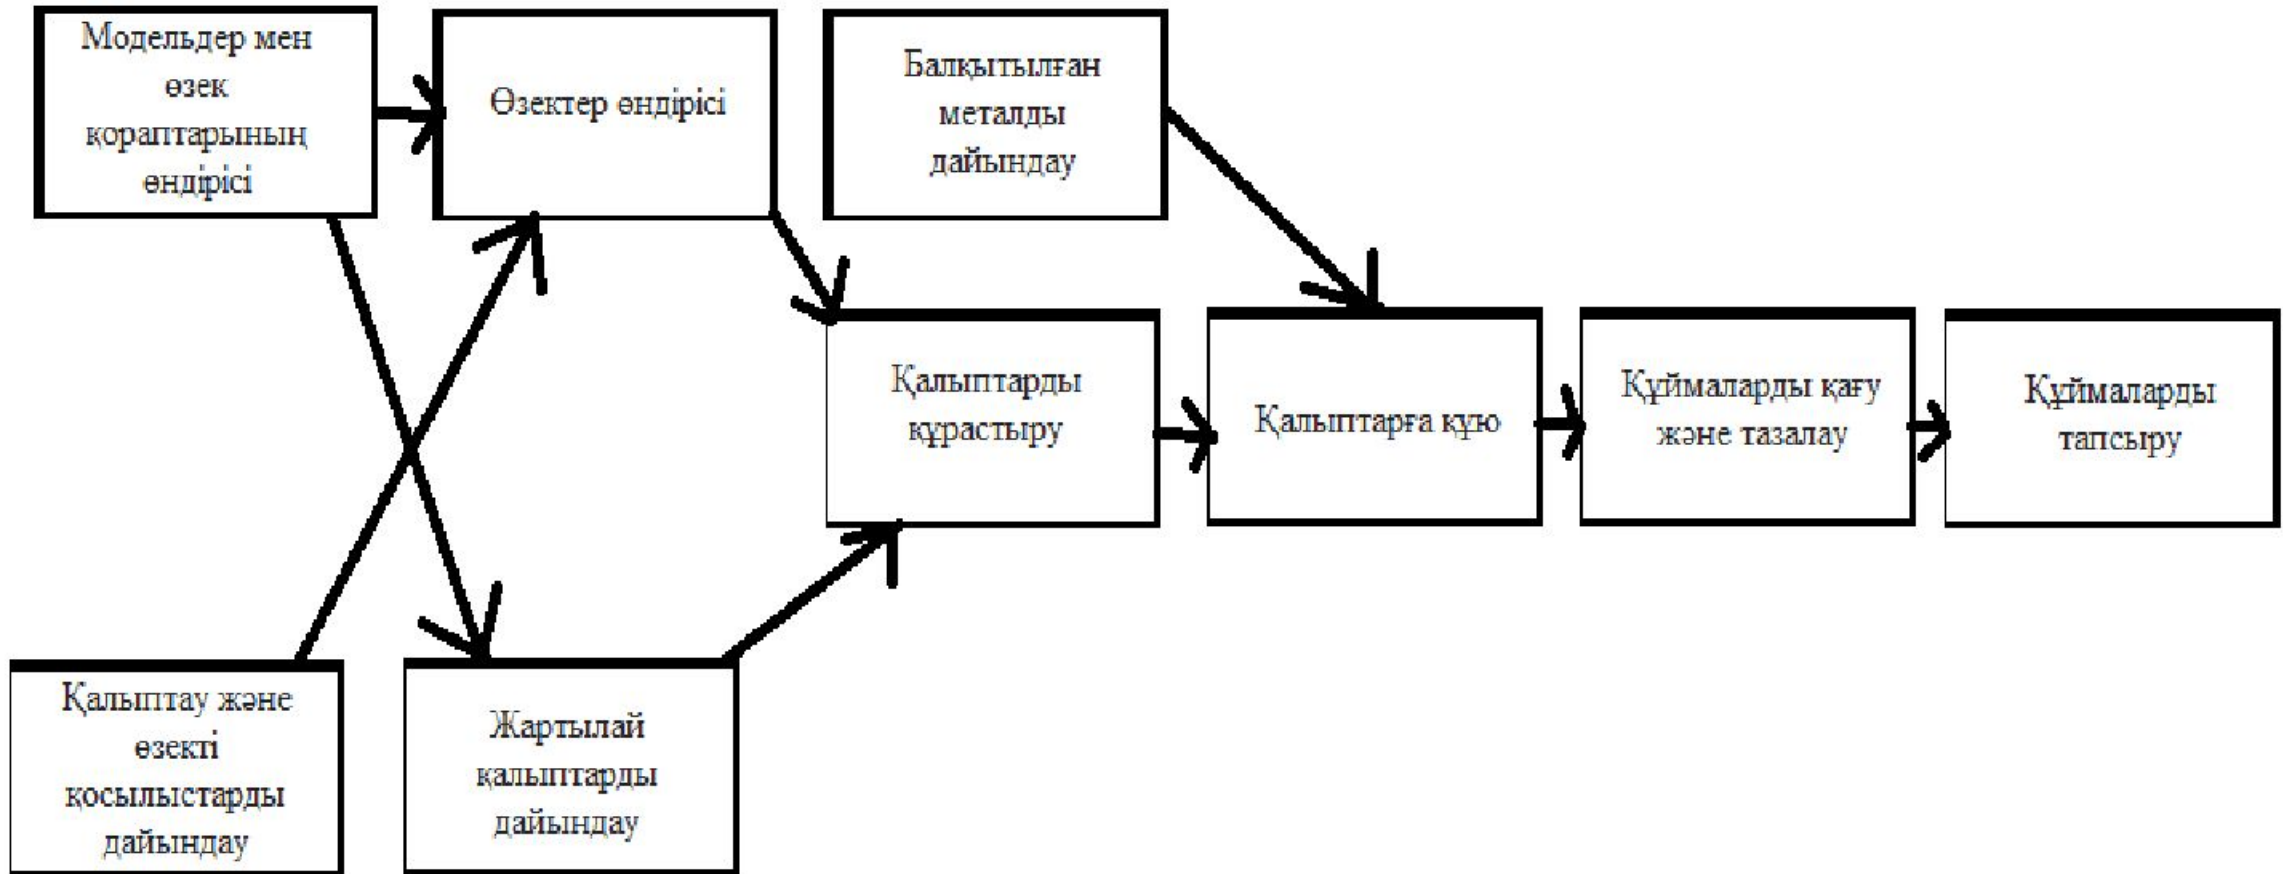 Модельдер мен
өзек
қораптарының
өндірісі
Өзектер өндірісі
Балқытылған
металды
дайындау
Қалыптарды
құрастыру
Қалыптарға құю
Құймаларды қағу
және тазалау
Құймаларды
тапсыру
Қалыптау және
өзекті
қосылыстарды
дайындау
Жартылай
қалыптарды
дайындау